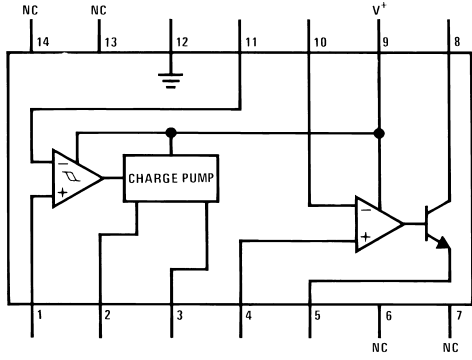 NC NC V+
14 13 12 11 10 9 8
−
+
CHARGE PUMP
−
+
1 2 3 4 5 6 7
NC NC